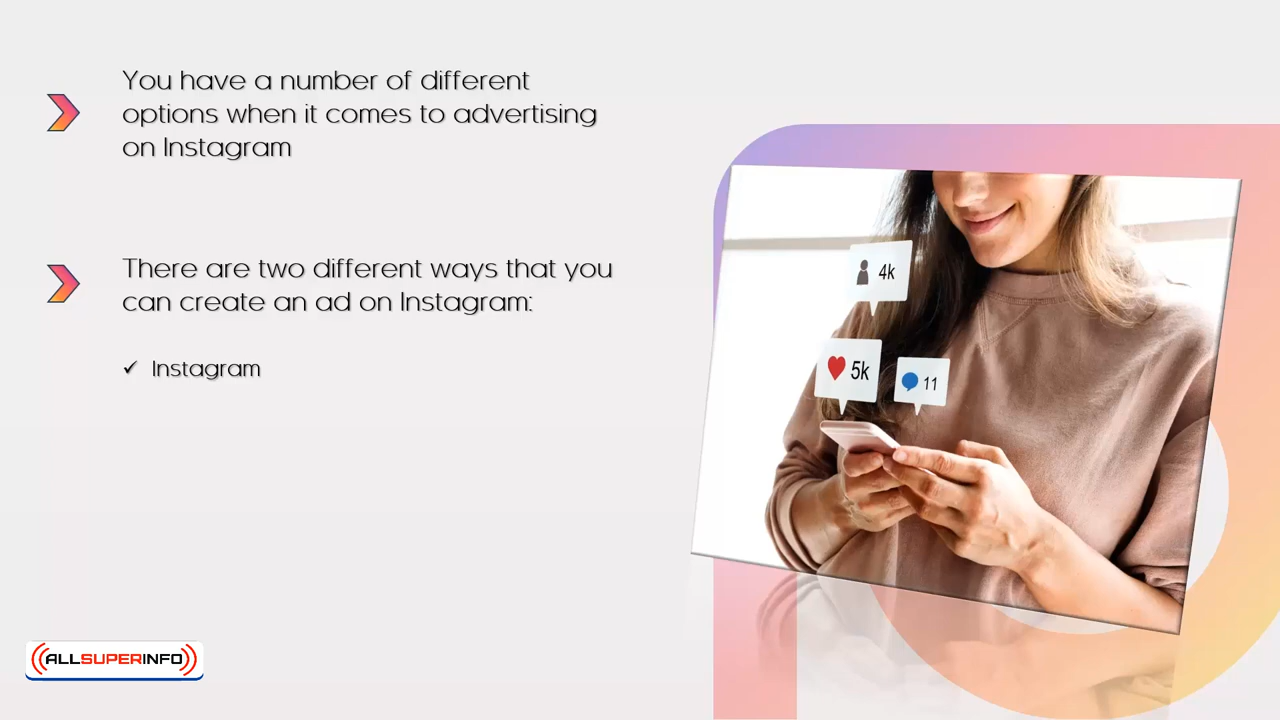 You have a number of different
options when it comes to advertising
on Instagram
There are two different ways that you
can create an ad on Instagram:
✓ Instagram
4k
5k
11
ALLSUPERINFO